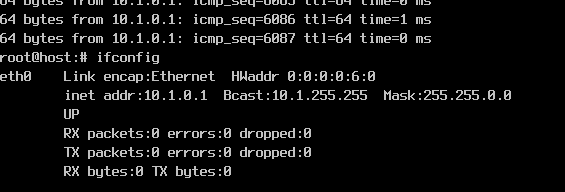 64 bytes from 10.1.0.1: icmp_seq=6085 ttl=64 time=0 ms
64 bytes from 10.1.0.1: icmp_seq=6086 ttl=64 time=1 ms
64 bytes from 10.1.0.1: icmp_seq=6087 ttl=64 time=0 ms
root@host:# ifconfig
eth0 Link encap:Ethernet HWaddr 0:0:0:0:6:0
inet addr:10.1.0.1 Bcast:10.1.255.255 Mask:255.255.0.0
UP
RX packets:0 errors:0 dropped:0
TX packets:0 errors:0 dropped:0
RX bytes:0 TX bytes:0